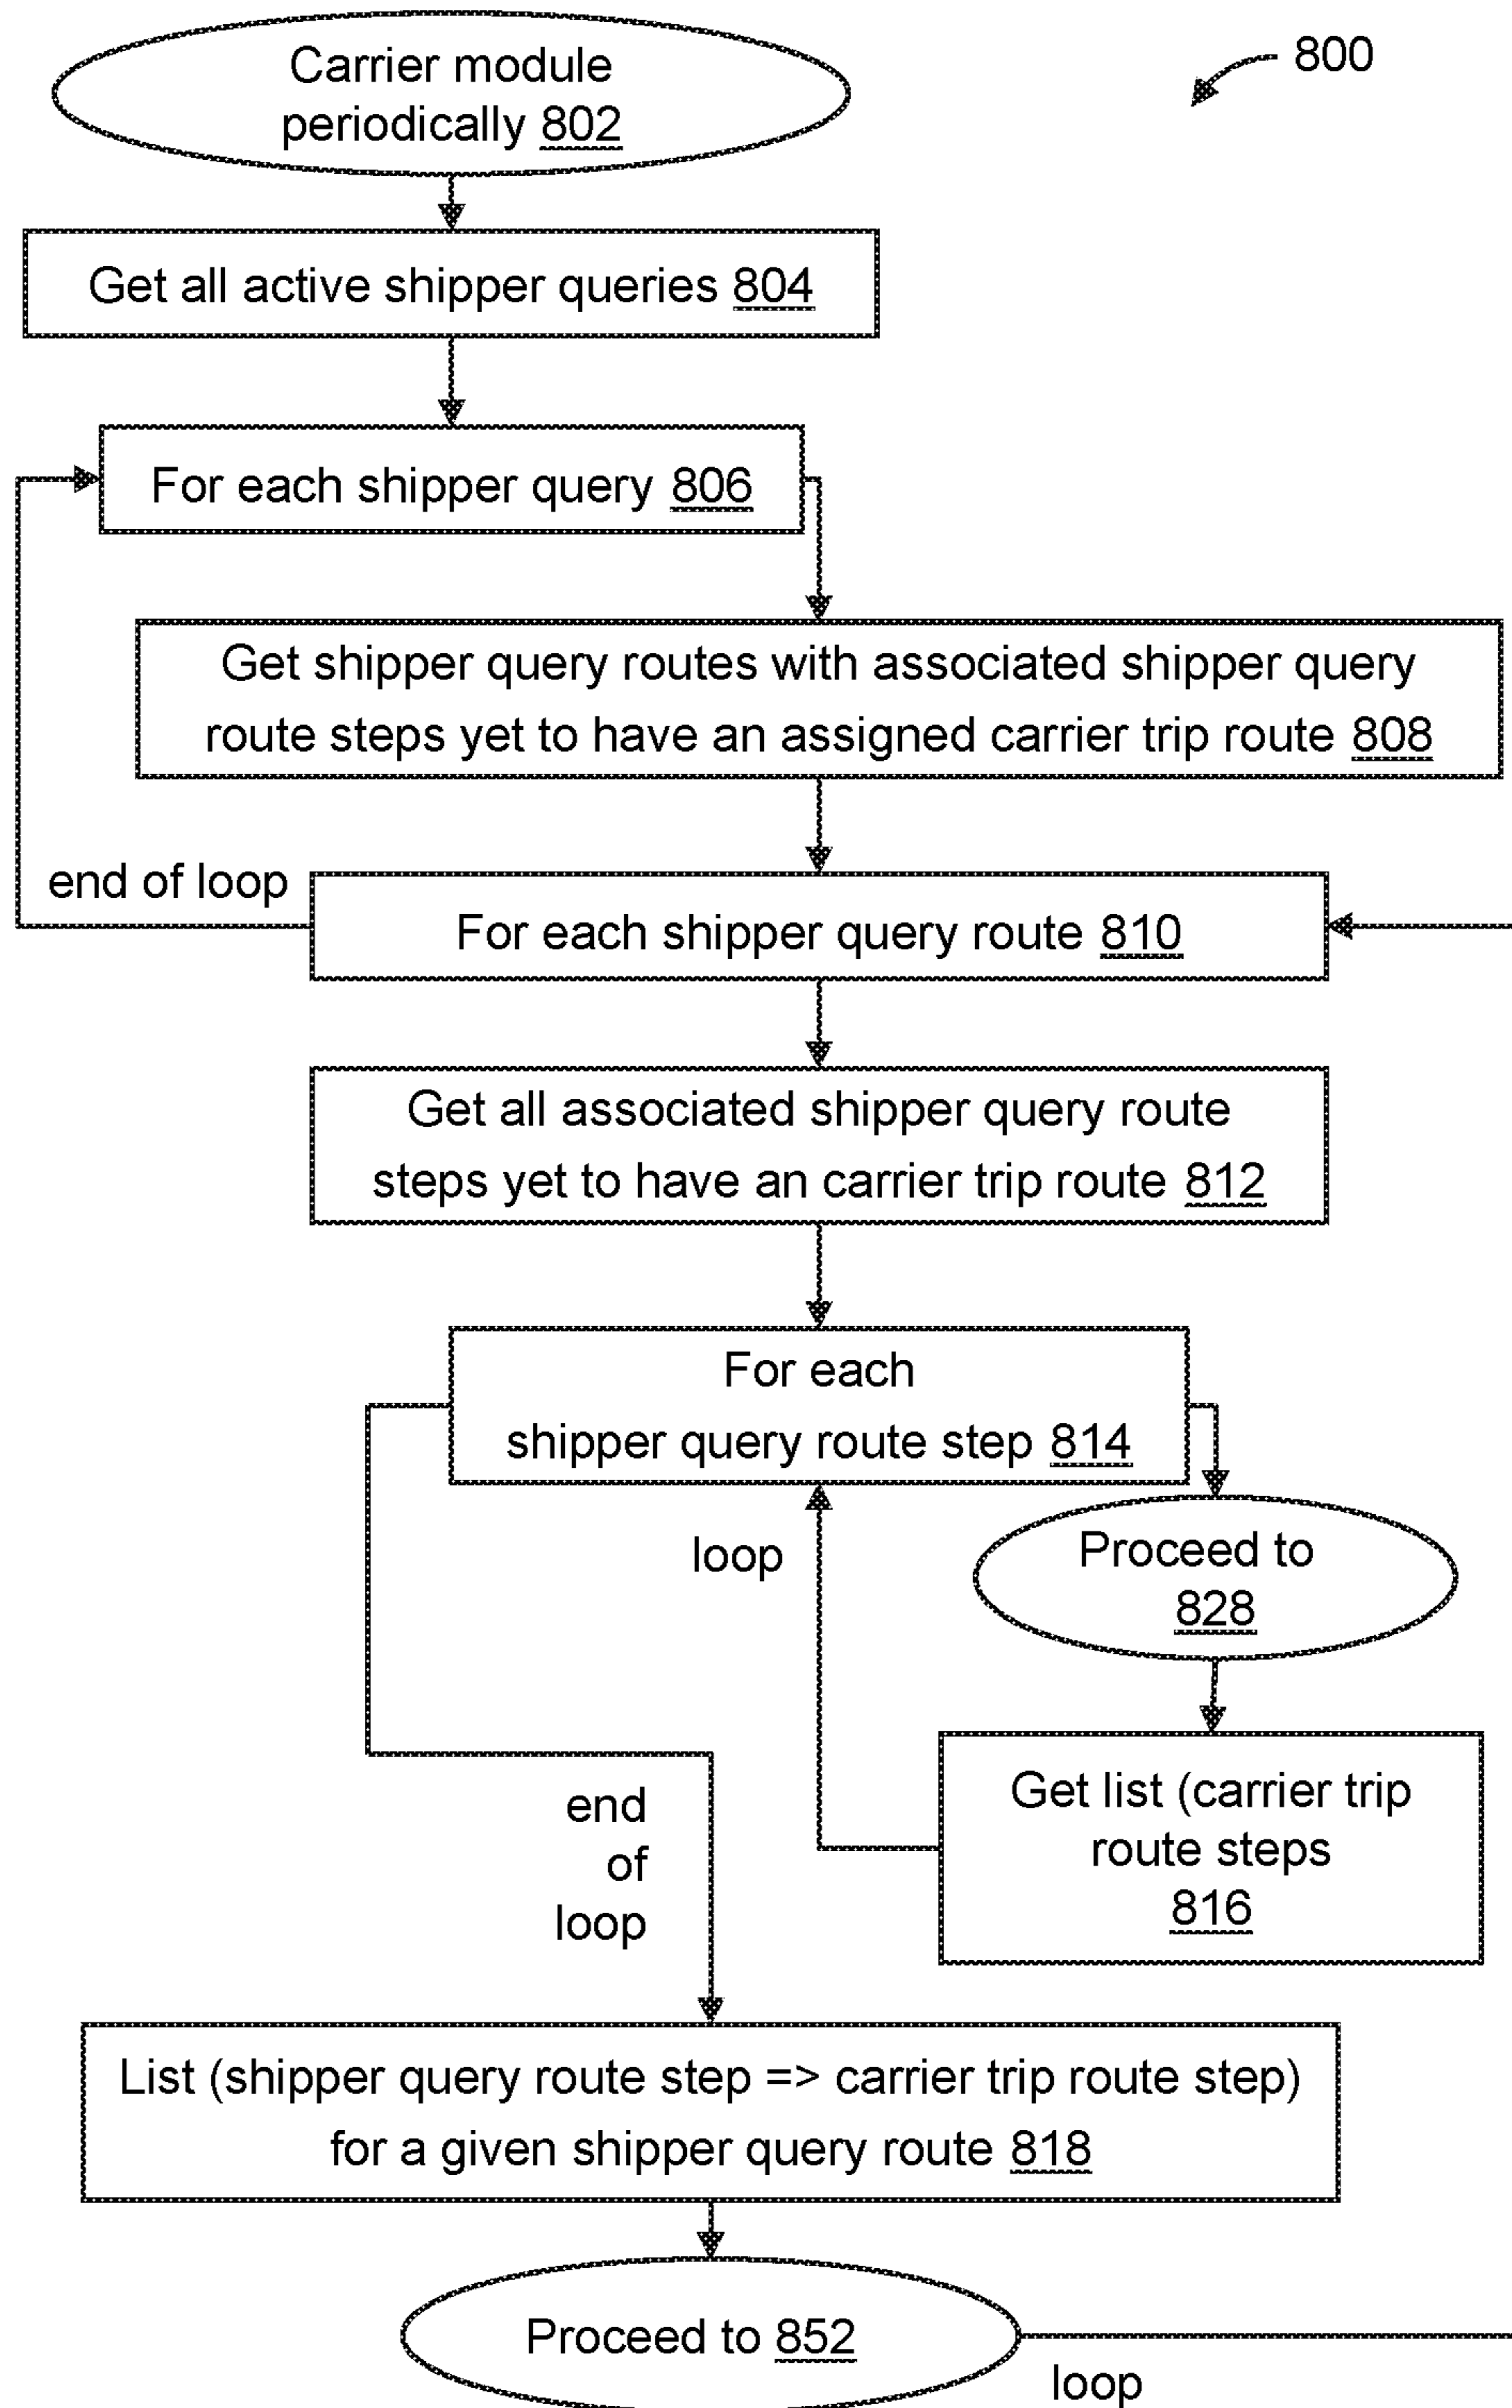 Carrier module
periodically 802
800
Get all active shipper queries 804
For each shipper query 806
Get shipper query routes with associated shipper query
route steps yet to have an assigned carrier trip route 808
end of loop
For each shipper query route 810
Get all associated shipper query route
steps yet to have an carrier trip route 812
For each
shipper query route step 814
loop
Proceed to
828
Get list (carrier trip
route steps
816
end
of
loop
List (shipper query route step => carrier trip route step)
for a given shipper query route 818
Proceed to 852
loop